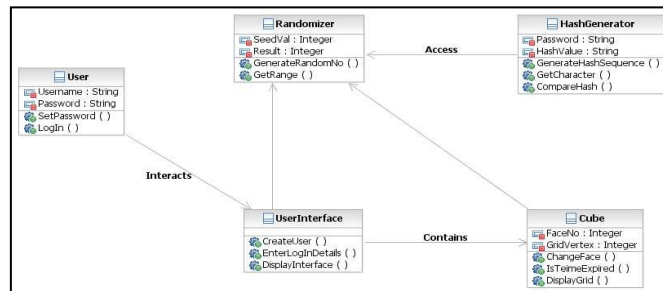 Randomizer
SeedVal : Integer
Result : Integer
GenerateRandomNo ( )
GetRange ( )
HashGenerator
Password : String
HashValue : String
GenerateHashSequence ( )
GetCharacter ( )
CompareHash ( )
Access
User
Username : String
Password : String
SetPassword ( )
LogIn ( )
Interacts
UserInterface
CreateUser ( )
EnterLogInDetails ( )
DisplayInterface ( )
Contains
Cube
FaceNo : Integer
GridVertex : Integer
ChangeFace ( )
IsTeimeExpired ( )
DisplayGrid ( )